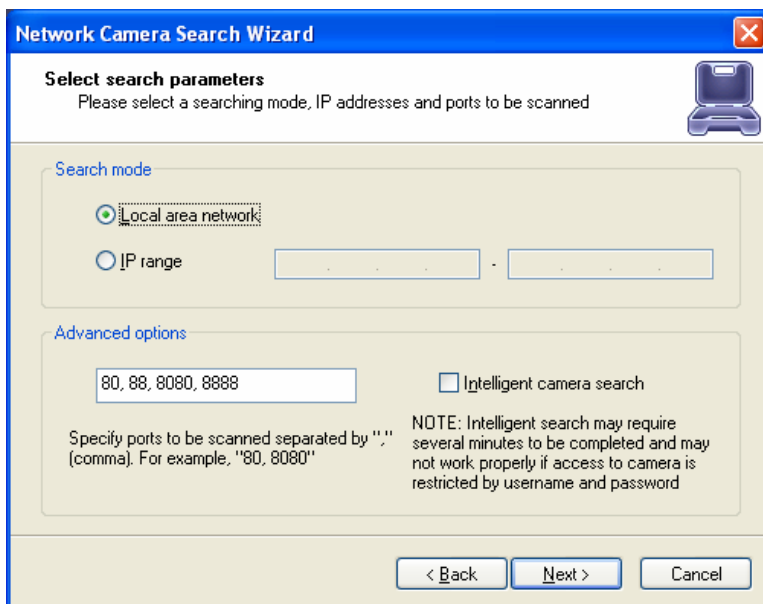 Network Camera Search Wizard
Select search parameters
Please select a searching mode, IP addresses and ports to be scanned
Search mode
Local area network
IP range . . . - . . .
Advanced options
80, 88, 8080, 8888
Intelligent camera search
Specify ports to be scanned separated by ","
(comma). For example, "80, 8080"
NOTE: Intelligent search may require
several minutes to be completed and may
not work properly if access to camera is
restricted by username and password
< Back
Next >
Cancel